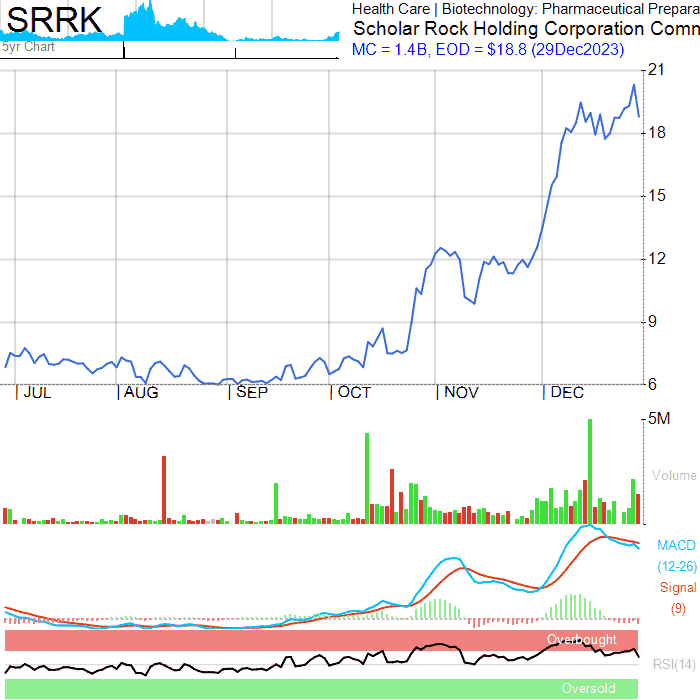 SRRK
5yr Chart
Health Care | Biotechnology: Pharmaceutical Prepara
Scholar Rock Holding Corporation Comn
MC = 1.4B, EOD = $18.8 (29Dec2023)
21
18
15
12
9
6
JUL AUG SEP OCT NOV DEC
5M
Volume
MACD
(12-26)
Signal
(9)
Overbought
RSI(14)
Oversold